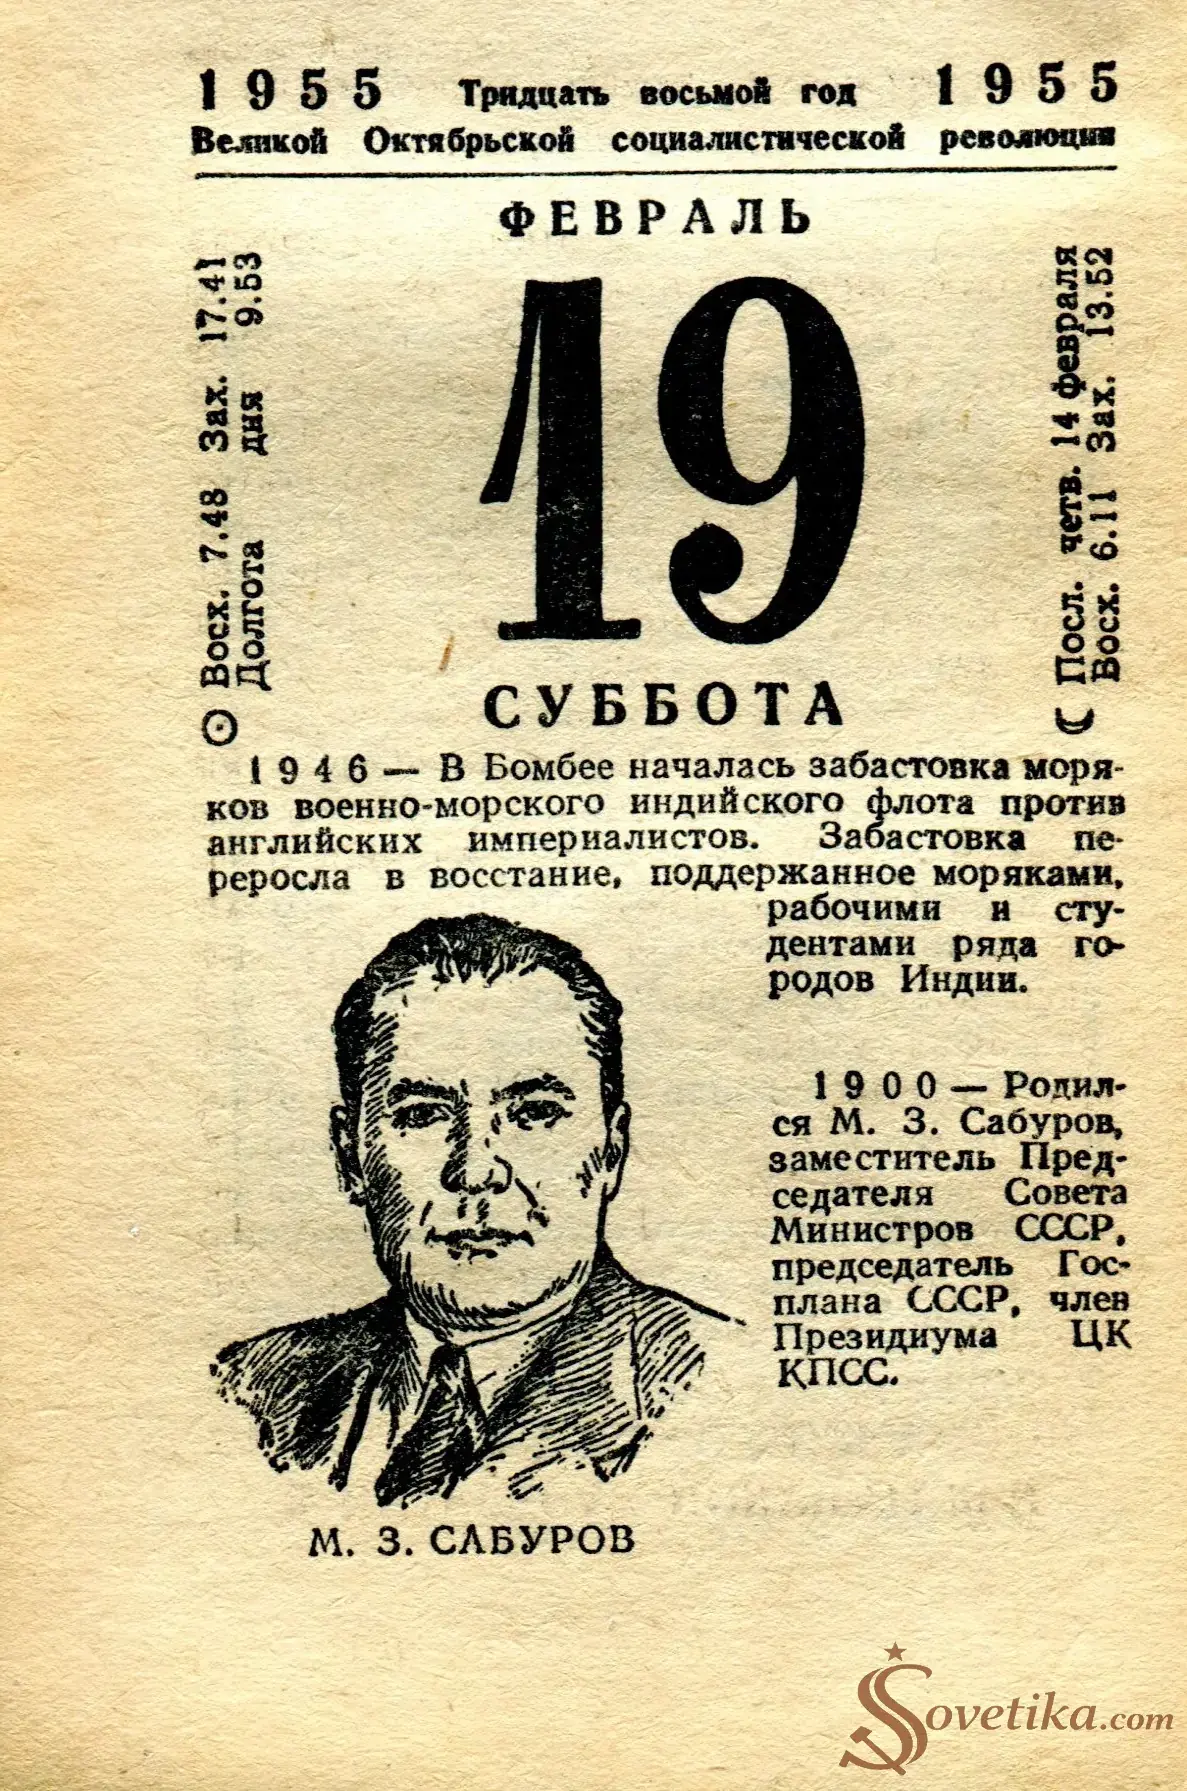 1955 Тридцать восьмой год 1955
Великой Октябрьской социалистической революции
ФЕВРАЛЬ
Восх. 7.48 Зах. 17.41
Долгота дня 9.53
19
Посл. четв. 14 февраля
Восх. 6.11 Зах. 13.52
СУББОТА
1946 — В Бомбее началась забастовка моря-
ков военно-морского индийского флота против
английских империалистов. Забастовка пе-
реросла в восстание, поддержанное моряками,
рабочими и сту-
дентами ряда го-
родов Индии.
1900 — Родил-
ся М. З. Сабуров,
заместитель Пред-
седателя Совета
Министров СССР,
председатель Гос-
плана СССР, член
Президиума ЦК
КПСС.
М. З. САБУРОВ
Sovetika.com